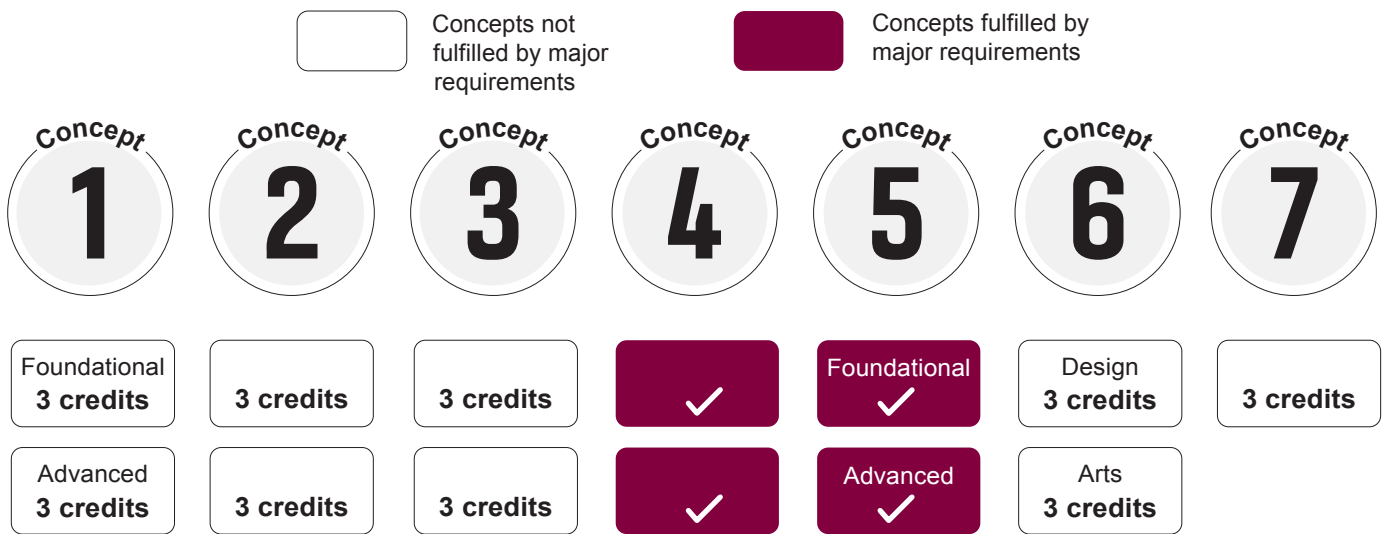 Concepts not
fulfilled by major
requirements
Concepts fulfilled by
major requirements
Concept
1
Concept
2
Concept
3
Concept
4
Concept
5
Concept
6
Concept
7
Foundational
3 credits
3 credits
3 credits
Foundational
Design
3 credits
3 credits
Advanced
3 credits
3 credits
3 credits
Advanced
Arts
3 credits